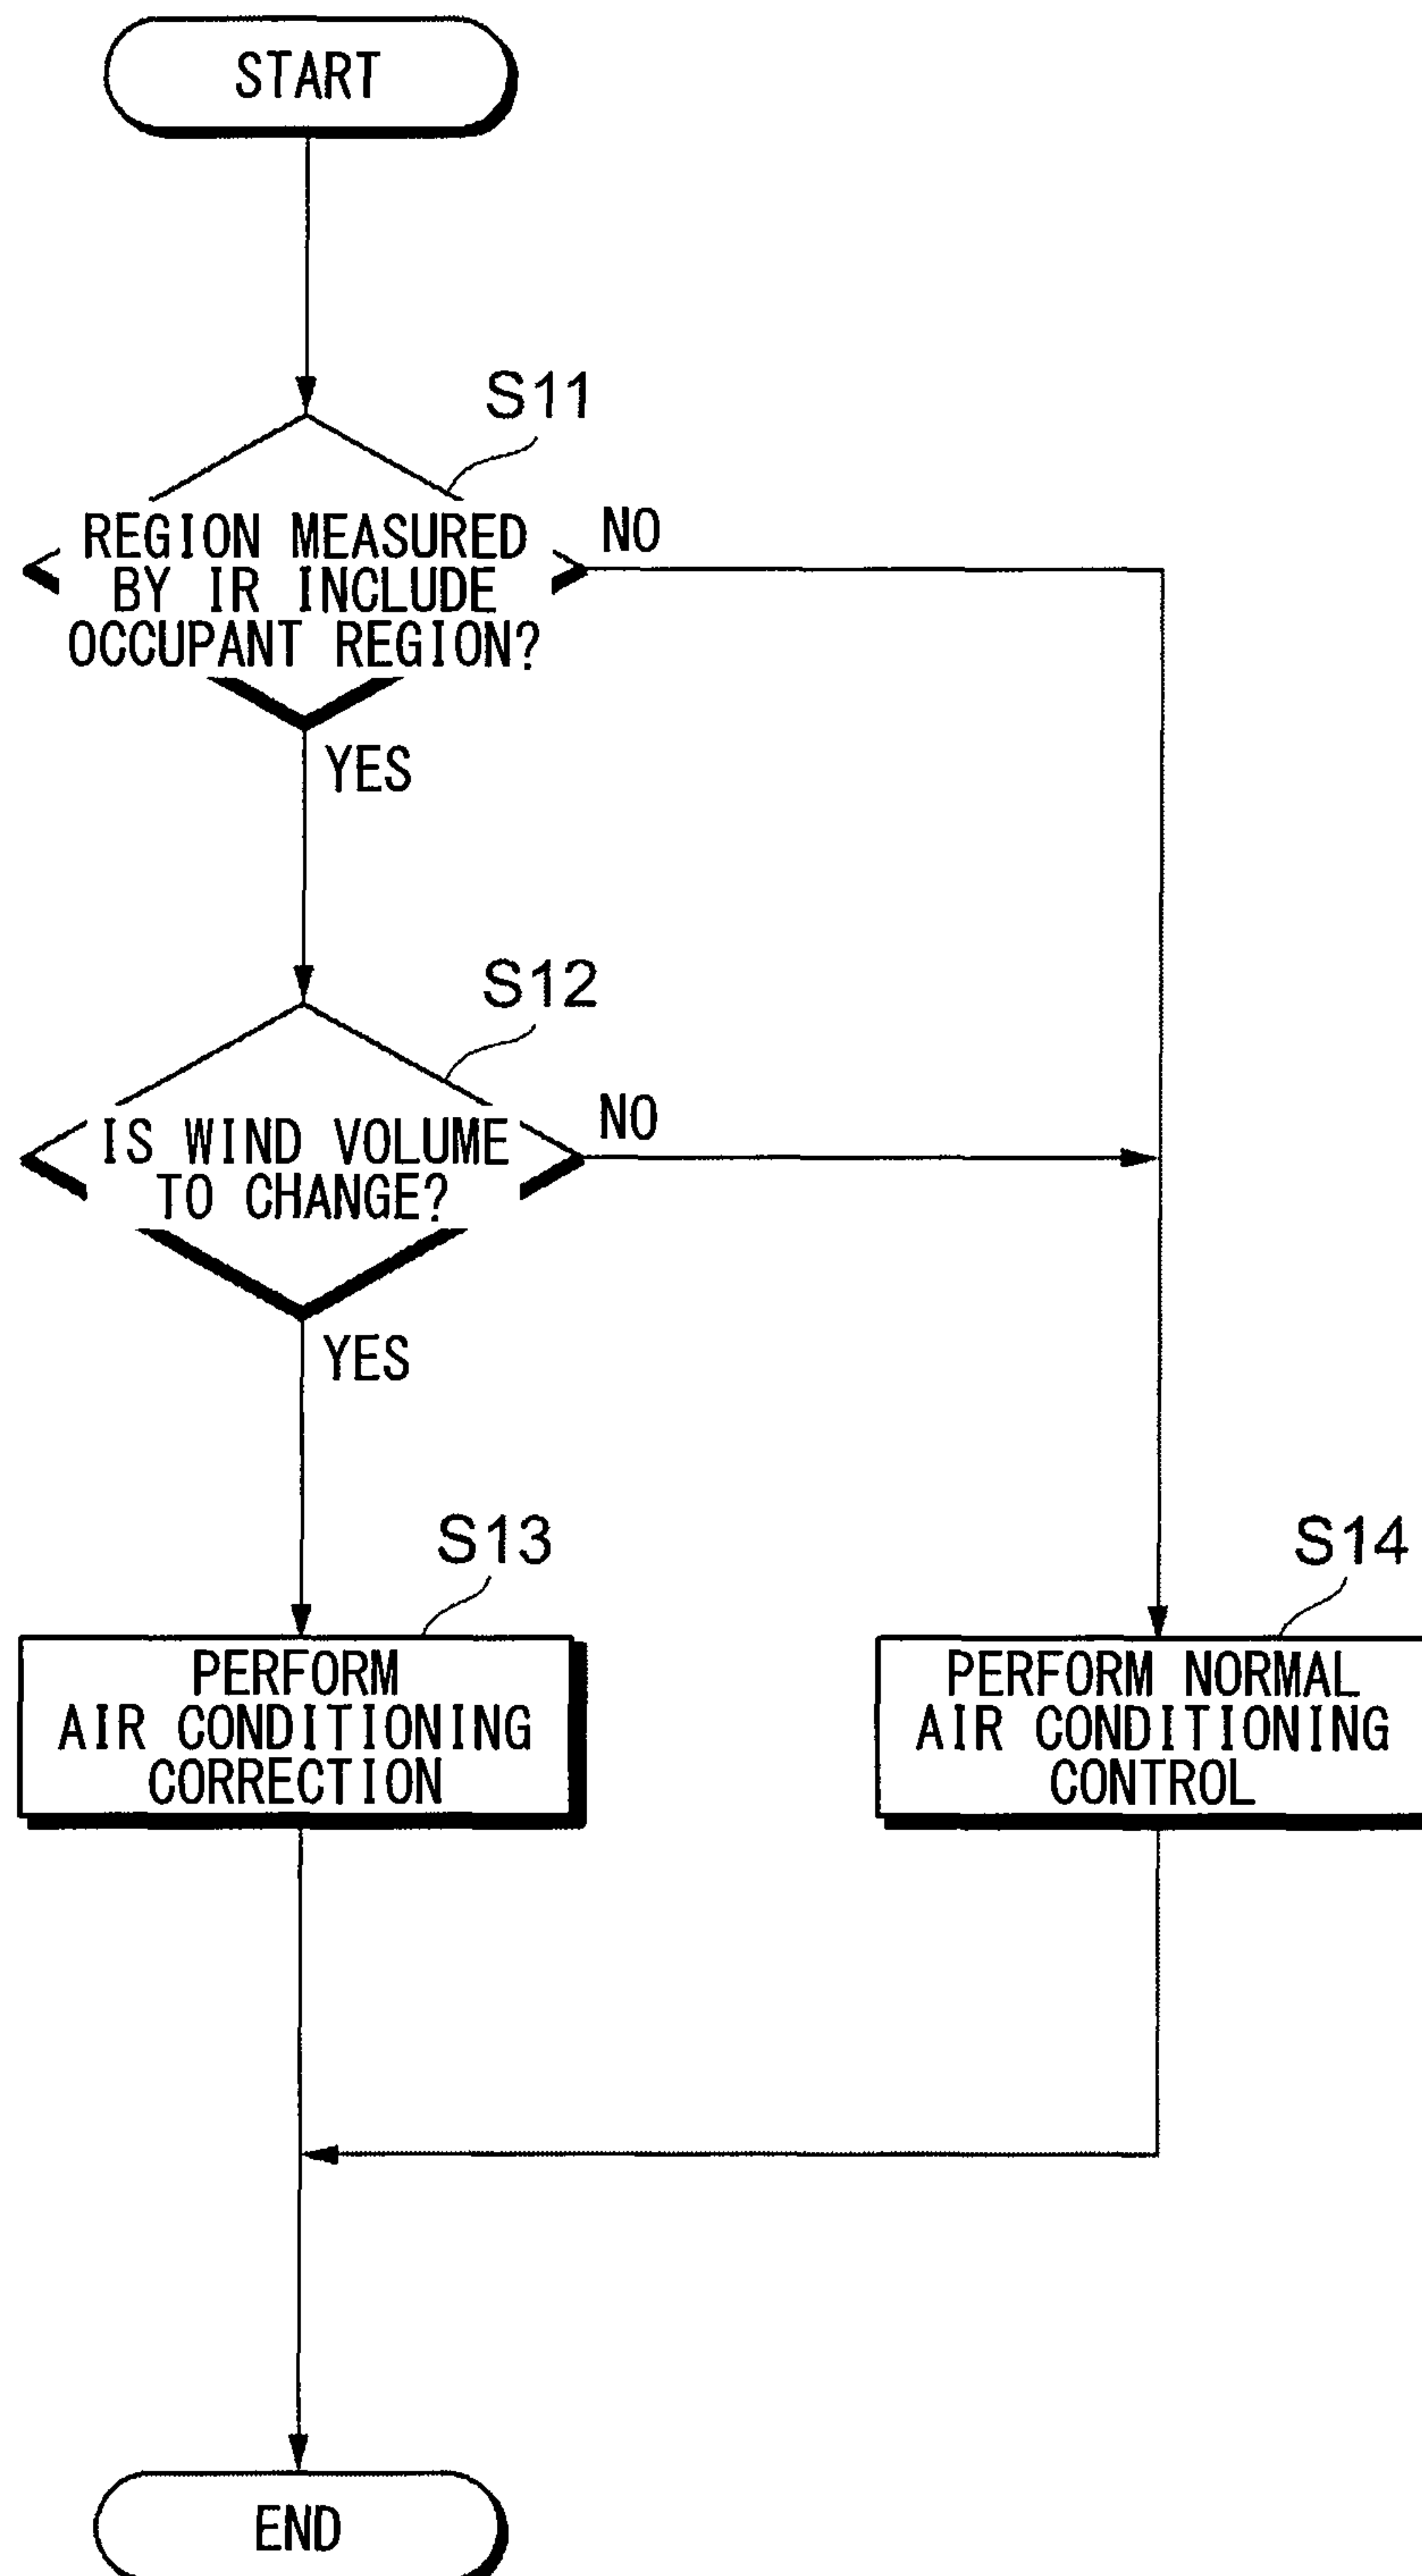 START
S11
REGION MEASURED
BY IR INCLUDE
OCCUPANT REGION?
NO
YES
S12
IS WIND VOLUME
TO CHANGE?
NO
YES
S13
PERFORM
AIR CONDITIONING
CORRECTION
S14
PERFORM NORMAL
AIR CONDITIONING
CONTROL
END